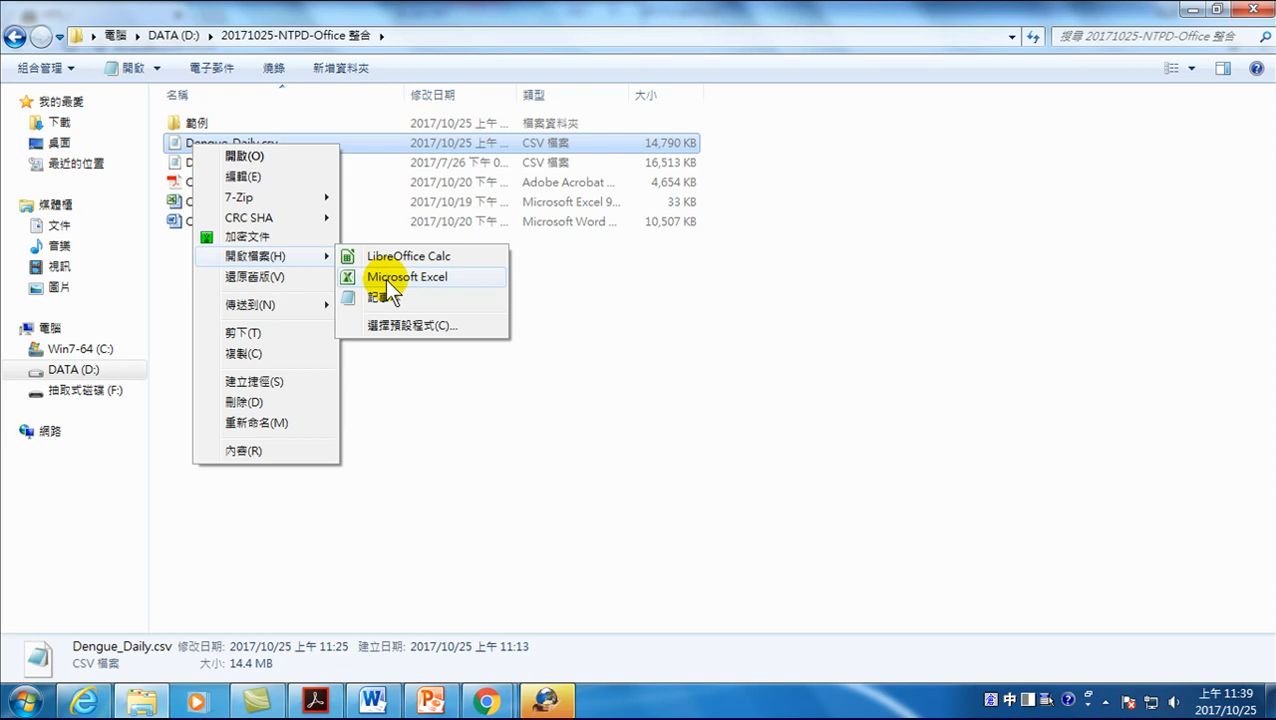 電腦 ▸ DATA (D:) ▸ 20171025-NTPD-Office 整合 ▸
搜尋 20171025-NTPD-Office 整合
組合管理 開啟 電子郵件 燒錄 新增資料夾
我的最愛
下載
桌面
最近的位置
媒體櫃
文件
音樂
視訊
圖片
電腦
Win7-64 (C:)
DATA (D:)
抽取式磁碟 (F:)
網路
名稱 修改日期 類型 大小
範例 2017/10/25 上午 ... 檔案資料夾
Dengue_Daily.csv 2017/10/25 上午 ... CSV 檔案 14,790 KB
D 2017/7/26 下午 0... CSV 檔案 16,513 KB
2017/10/20 下午 ... Adobe Acrobat ... 4,654 KB
2017/10/19 下午 ... Microsoft Excel 9... 33 KB
2017/10/20 下午 ... Microsoft Word ... 10,507 KB
開啟(O)
編輯(E)
7-Zip
CRC SHA
加密文件
開啟檔案(H)
還原舊版(V)
傳送到(N)
剪下(T)
複製(C)
建立捷徑(S)
刪除(D)
重新命名(M)
內容(R)
LibreOffice Calc
Microsoft Excel
記事
選擇預設程式(C)...
Dengue_Daily.csv 修改日期: 2017/10/25 上午 11:25 建立日期: 2017/10/25 上午 11:13
CSV 檔案 大小: 14.4 MB
中
上午 11:39
2017/10/25